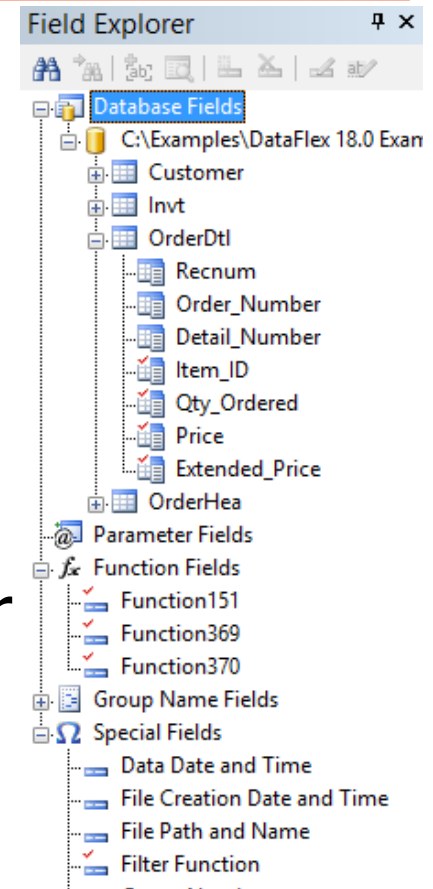 Field Explorer
Database Fields
C:\Examples\DataFlex 18.0 Exam
Customer
Invt
OrderDtl
Recnum
Order_Number
Detail_Number
Item_ID
Qty_Ordered
Price
Extended_Price
OrderHea
Parameter Fields
Function Fields
Function151
Function369
Function370
Group Name Fields
Special Fields
Data Date and Time
File Creation Date and Time
File Path and Name
Filter Function